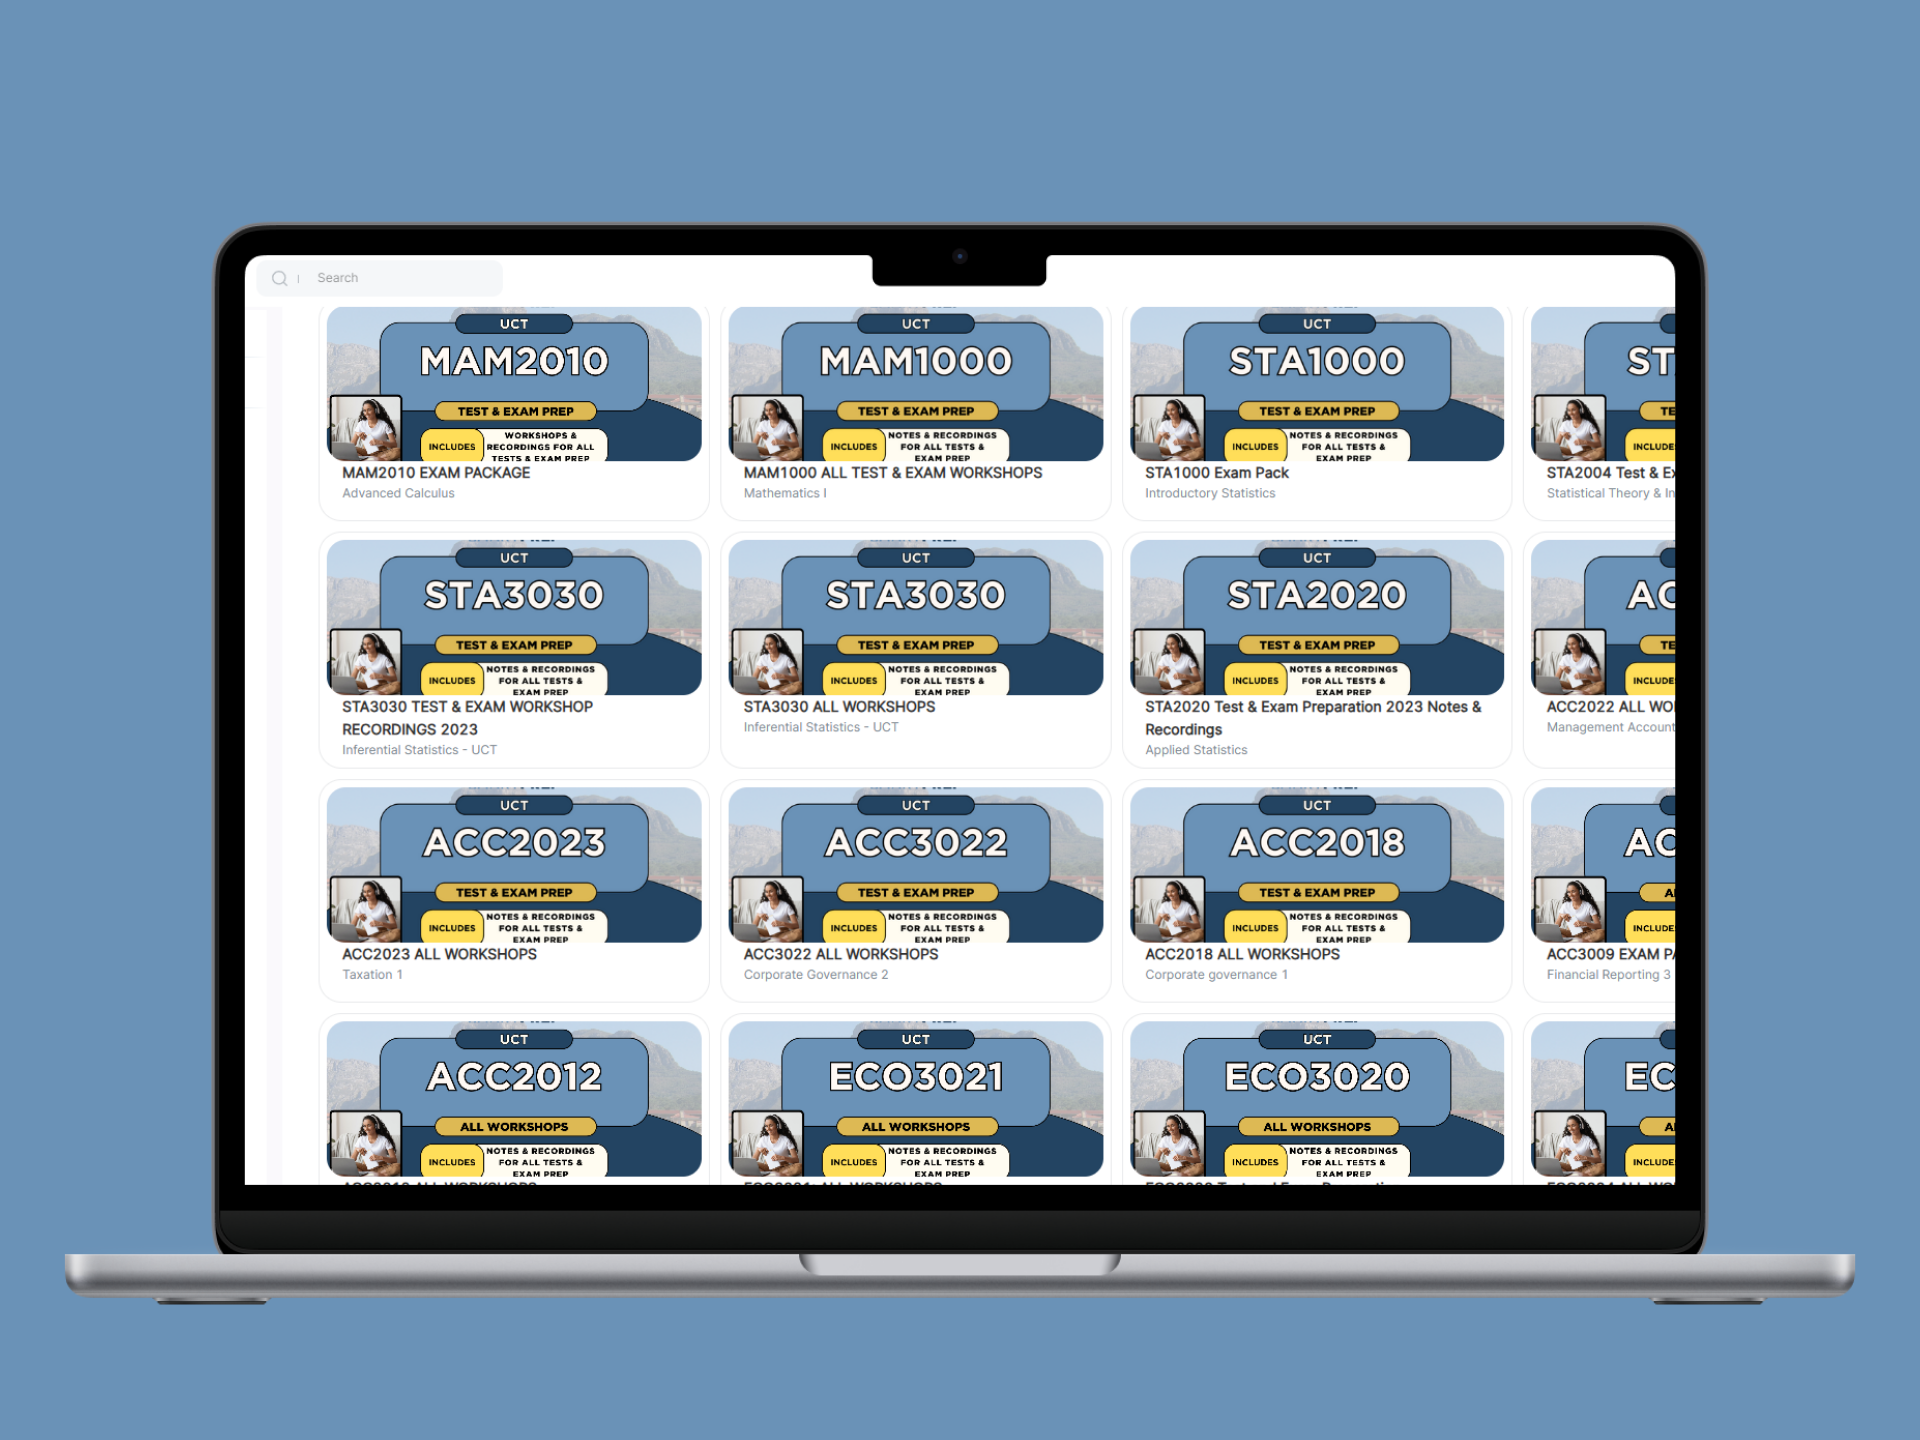 Search
UCT
MAM2010
TEST & EXAM PREP
INCLUDES
WORKSHOPS &
RECORDINGS FOR ALL
TESTS & EXAM PREP
MAM2010 EXAM PACKAGE
Advanced Calculus
UCT
MAM1000
TEST & EXAM PREP
INCLUDES
NOTES & RECORDINGS
FOR ALL TESTS &
EXAM PREP
MAM1000 ALL TEST & EXAM WORKSHOPS
Mathematics I
UCT
STA1000
TEST & EXAM PREP
INCLUDES
NOTES & RECORDINGS
FOR ALL TESTS &
EXAM PREP
STA1000 Exam Pack
Introductory Statistics
ST
TE
INCLUDE
STA2004 Test & Ex
Statistical Theory & In
UCT
STA3030
TEST & EXAM PREP
INCLUDES
NOTES & RECORDINGS
FOR ALL TESTS &
EXAM PREP
STA3030 TEST & EXAM WORKSHOP
RECORDINGS 2023
Inferential Statistics - UCT
UCT
STA3030
TEST & EXAM PREP
INCLUDES
NOTES & RECORDINGS
FOR ALL TESTS &
EXAM PREP
STA3030 ALL WORKSHOPS
Inferential Statistics - UCT
UCT
STA2020
TEST & EXAM PREP
INCLUDES
NOTES & RECORDINGS
FOR ALL TESTS &
EXAM PREP
STA2020 Test & Exam Preparation 2023 Notes &
Recordings
Applied Statistics
AC
TE
INCLUDE
ACC2022 ALL WO
Management Account
UCT
ACC2023
TEST & EXAM PREP
INCLUDES
NOTES & RECORDINGS
FOR ALL TESTS &
EXAM PREP
ACC2023 ALL WORKSHOPS
Taxation 1
UCT
ACC3022
TEST & EXAM PREP
INCLUDES
NOTES & RECORDINGS
FOR ALL TESTS &
EXAM PREP
ACC3022 ALL WORKSHOPS
Corporate Governance 2
UCT
ACC2018
TEST & EXAM PREP
INCLUDES
NOTES & RECORDINGS
FOR ALL TESTS &
EXAM PREP
ACC2018 ALL WORKSHOPS
Corporate governance 1
AC
A
INCLUDE
ACC3009 EXAM PA
Financial Reporting 3
UCT
ACC2012
ALL WORKSHOPS
INCLUDES
NOTES & RECORDINGS
FOR ALL TESTS &
EXAM PREP
UCT
ECO3021
ALL WORKSHOPS
INCLUDES
NOTES & RECORDINGS
FOR ALL TESTS &
EXAM PREP
UCT
ECO3020
ALL WORKSHOPS
INCLUDES
NOTES & RECORDINGS
FOR ALL TESTS &
EXAM PREP
EC
A
INCLUDE